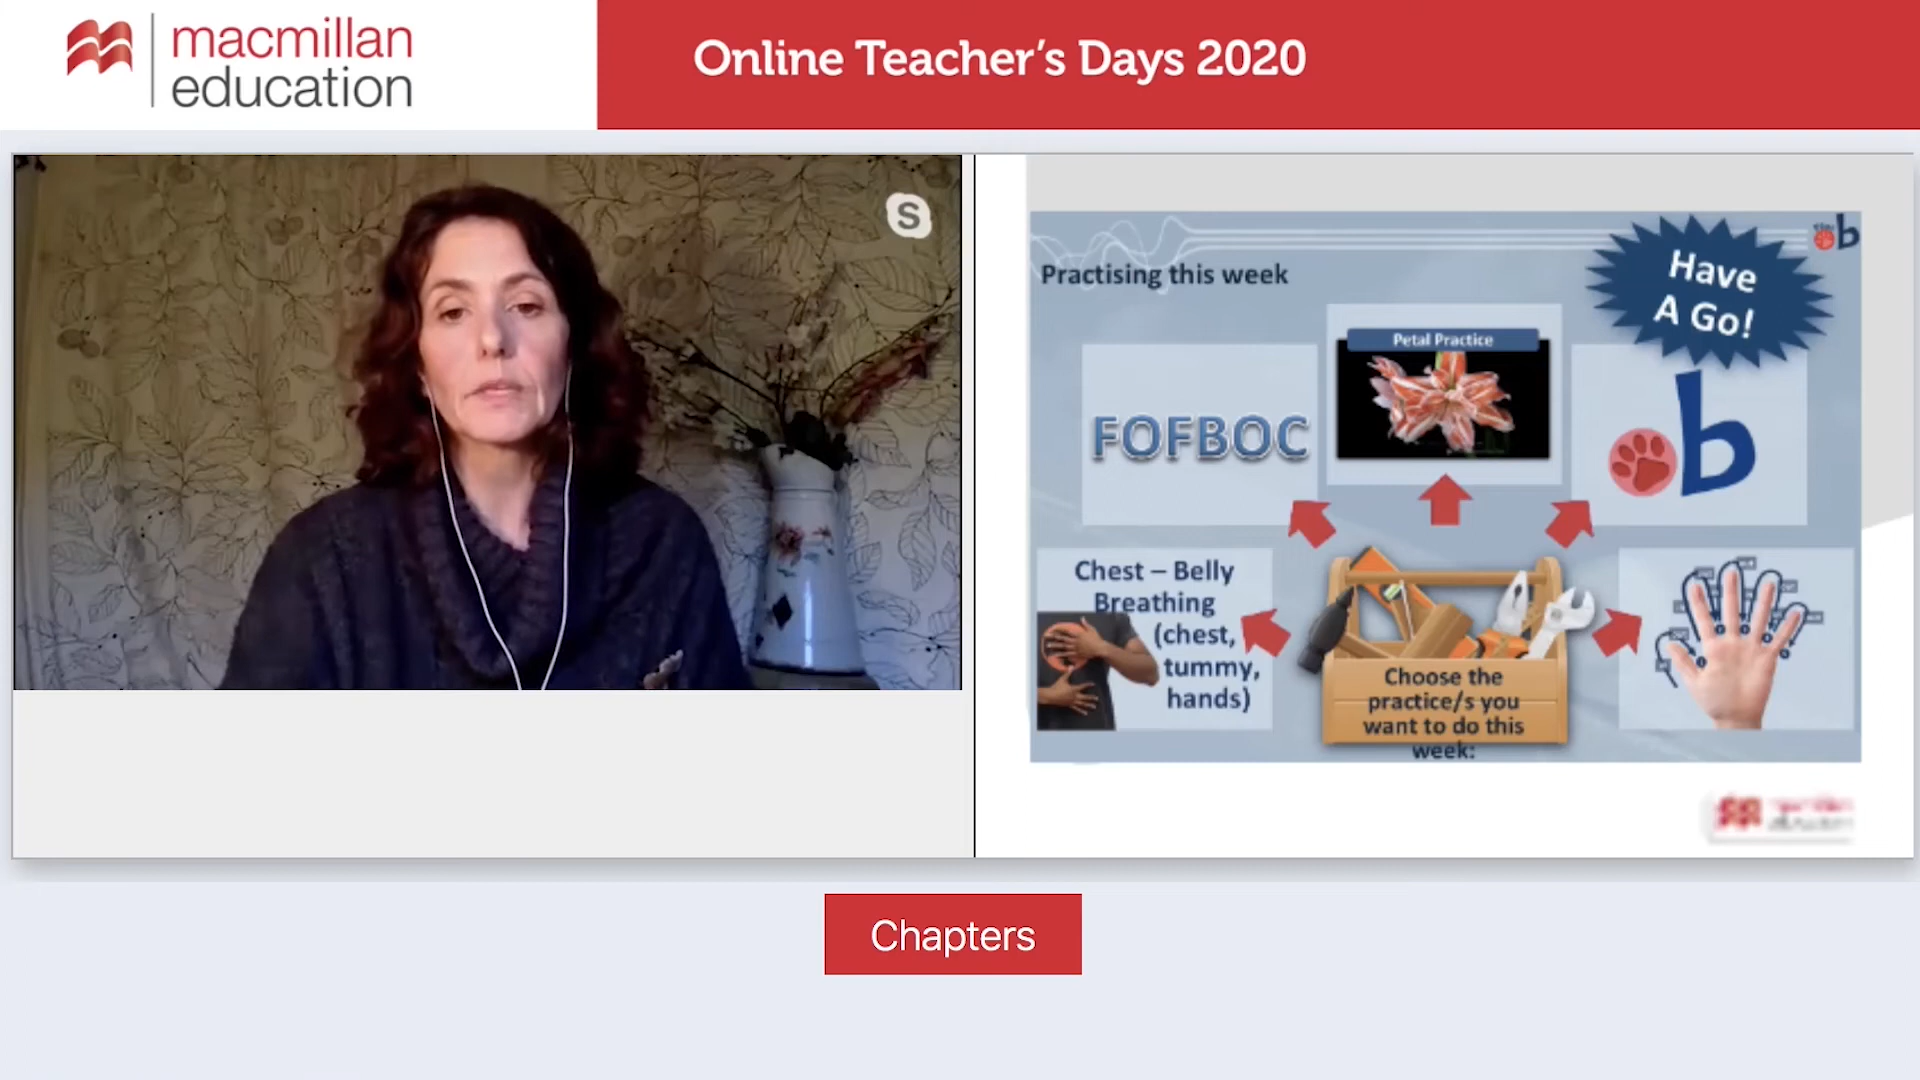 macmillan
education
Online Teacher's Days 2020
S
Practising this week
Have
A Go!
b
Petal Practice
FOFBOC
b
Chest – Belly
Breathing
(chest,
tummy,
hands)
Choose the
practice/s you
want to do this
week:
Chapters